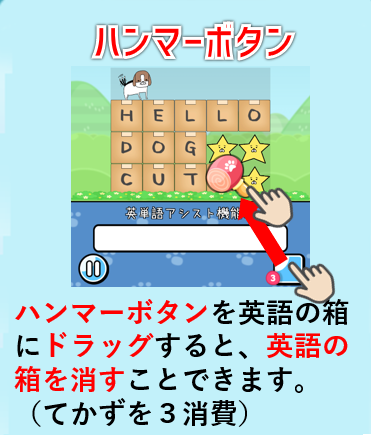 ハンマーボタン
HELLO
DOG
CUT
英単語アシスト機能
3
ハンマーボタンを英語の箱
にドラッグすると、英語の
箱を消すことできます。
（てかずを３消費）